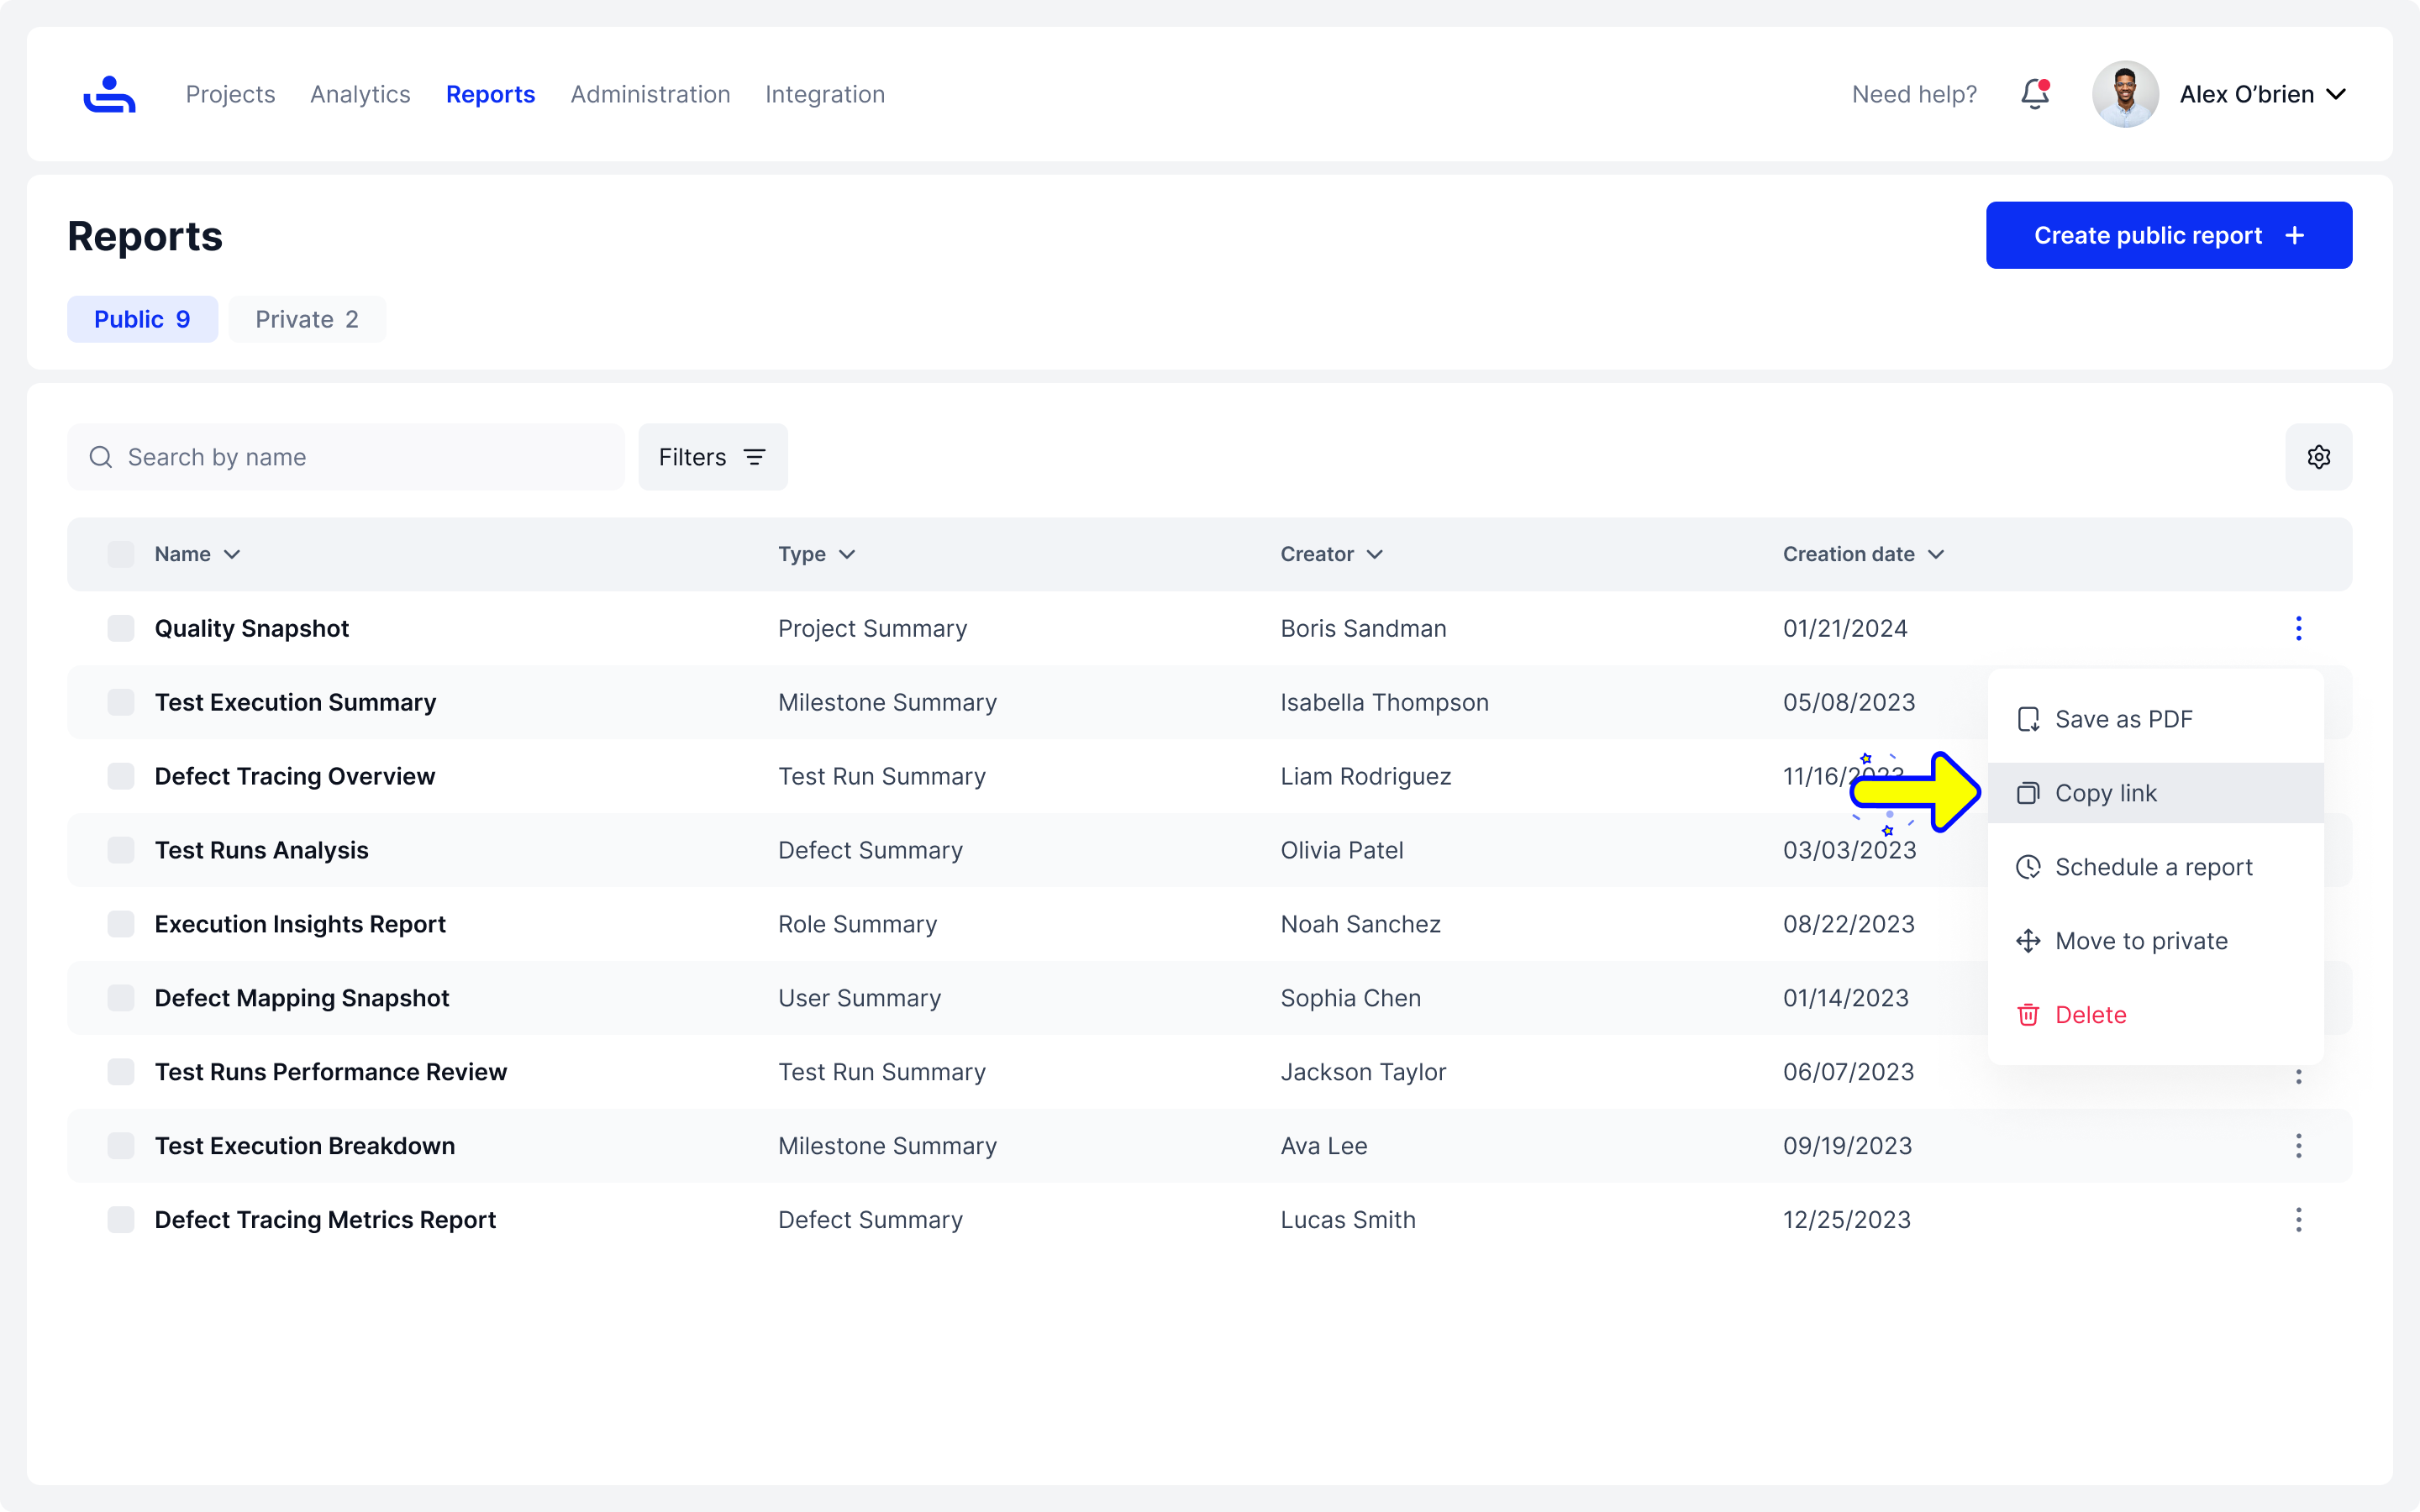 Projects Analytics Reports Administration Integration Need help? Alex O’brien
Reports
Create public report
Public 9 Private 2
Search by name Filters
Name Type Creator Creation date
Quality Snapshot Project Summary Boris Sandman 01/21/2024
Test Execution Summary Milestone Summary Isabella Thompson 05/08/2023
Save as PDF
Defect Tracing Overview Test Run Summary Liam Rodriguez 11/16/2023
Copy link
Test Runs Analysis Defect Summary Olivia Patel 03/03/2023
Schedule a report
Execution Insights Report Role Summary Noah Sanchez 08/22/2023
Move to private
Defect Mapping Snapshot User Summary Sophia Chen 01/14/2023
Delete
Test Runs Performance Review Test Run Summary Jackson Taylor 06/07/2023
Test Execution Breakdown Milestone Summary Ava Lee 09/19/2023
Defect Tracing Metrics Report Defect Summary Lucas Smith 12/25/2023